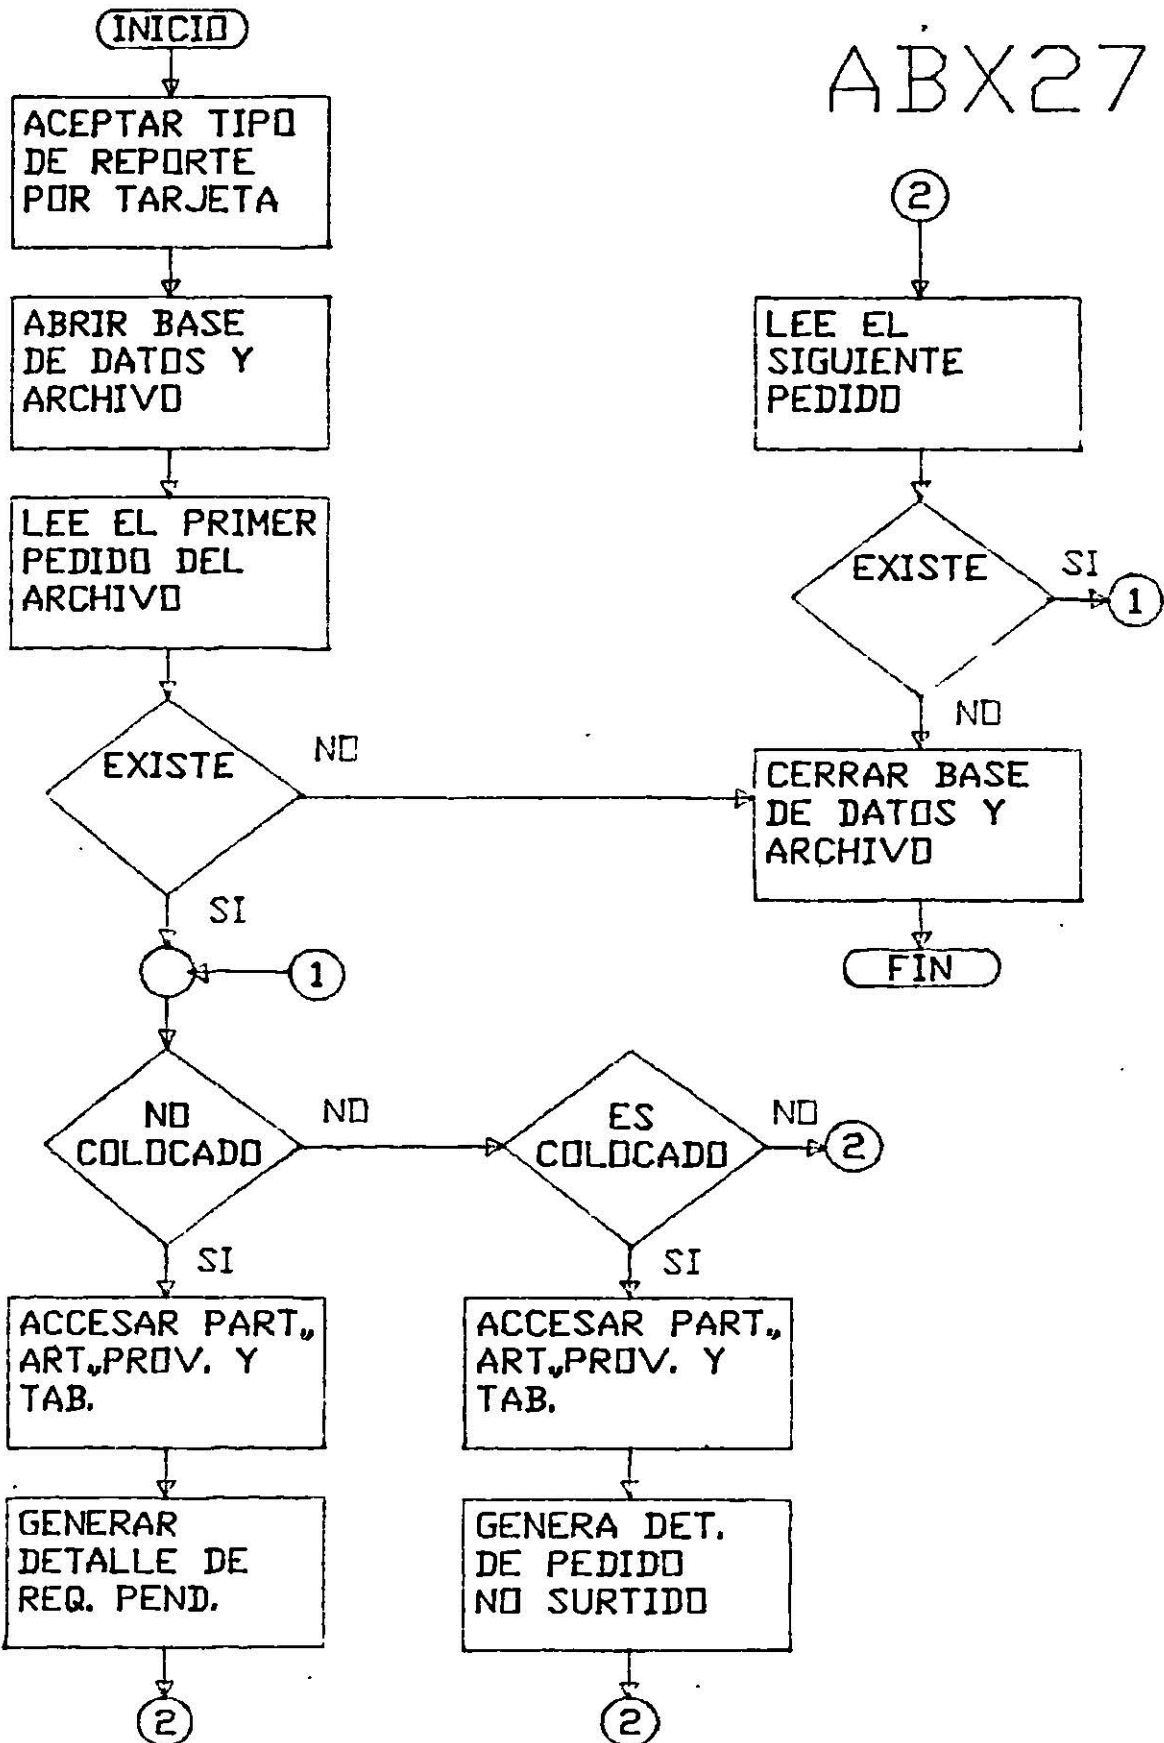 ABX27
INICIO
ACEPTAR TIPO
DE REPORTE
POR TARJETA
ABRIR BASE
DE DATOS Y
ARCHIVO
LEE EL PRIMER
PEDIDO DEL
ARCHIVO
EXISTE
NO
SI
1
NO
COLOCADO
NO
SI
ES
COLOCADO
NO
2
SI
ACCESAR PART.,
ART.,PROV. Y
TAB.
GENERAR
DETALLE DE
REQ. PEND.
2
ACCESAR PART.,
ART.,PROV. Y
TAB.
GENERA DET.
DE PEDIDO
NO SURTIDO
2
2
LEE EL
SIGUIENTE
PEDIDO
EXISTE
SI
1
NO
CERRAR BASE
DE DATOS Y
ARCHIVO
FIN